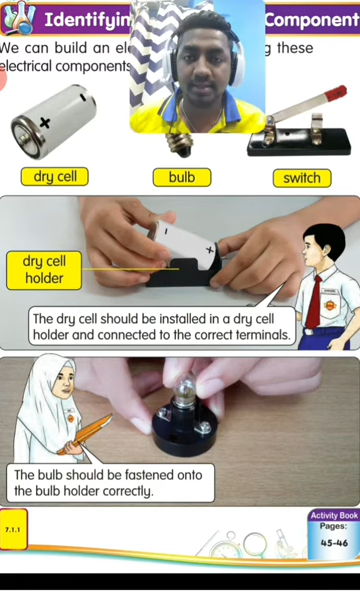 Identifyin Component
We can build an ele g these
electrical components
dry cell
bulb
switch
dry cell
holder
The dry cell should be installed in a dry cell
holder and connected to the correct terminals.
The bulb should be fastened onto
the bulb holder correctly.
7.1.1
Activity Book
Pages:
45-46